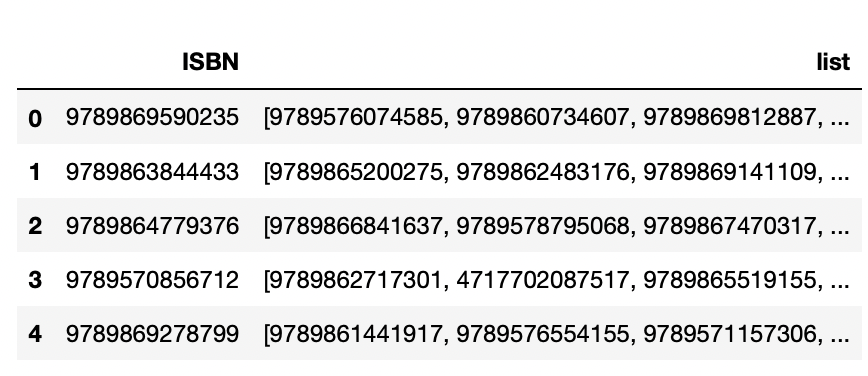 ISBN list
0 9789869590235 [9789576074585, 9789860734607, 9789869812887, ...
1 9789863844433 [9789865200275, 9789862483176, 9789869141109, ...
2 9789864779376 [9789866841637, 9789578795068, 9789867470317, ...
3 9789570856712 [9789862717301, 4717702087517, 9789865519155, ...
4 9789869278799 [9789861441917, 9789576554155, 9789571157306, ...